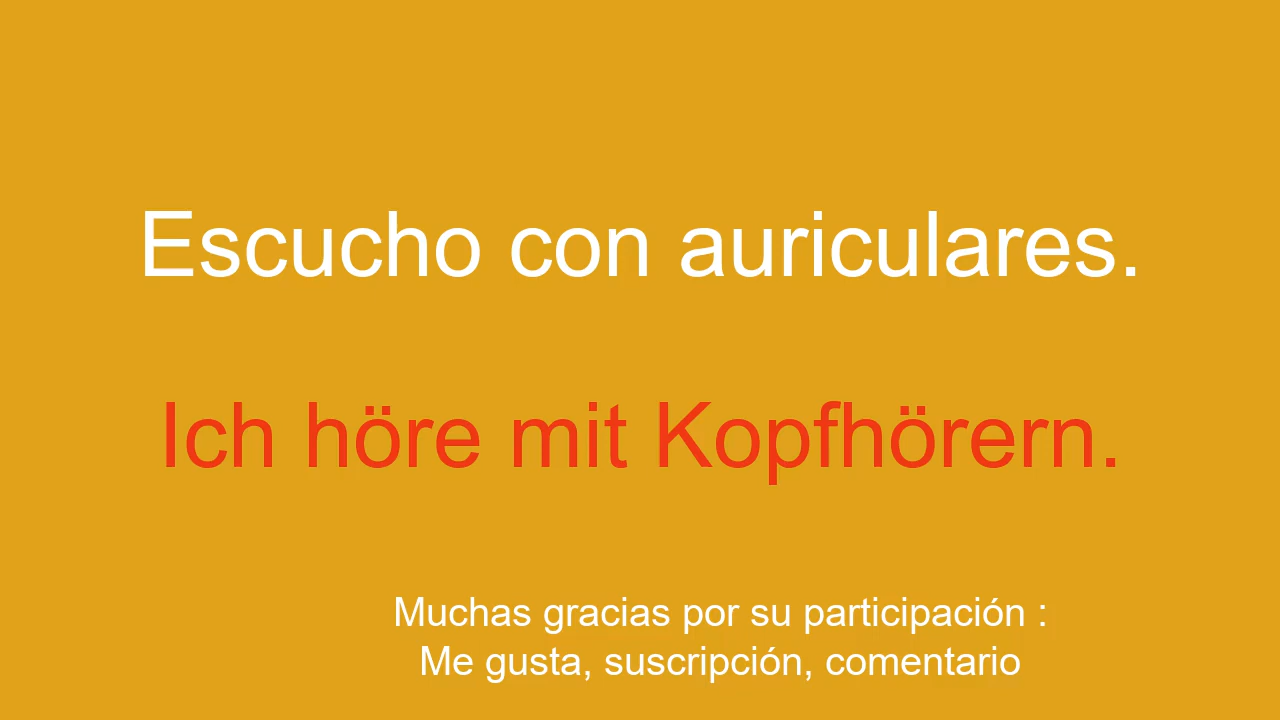 Escucho con auriculares.
Ich höre mit Kopfhörern.
Muchas gracias por su participación :
Me gusta, suscripción, comentario